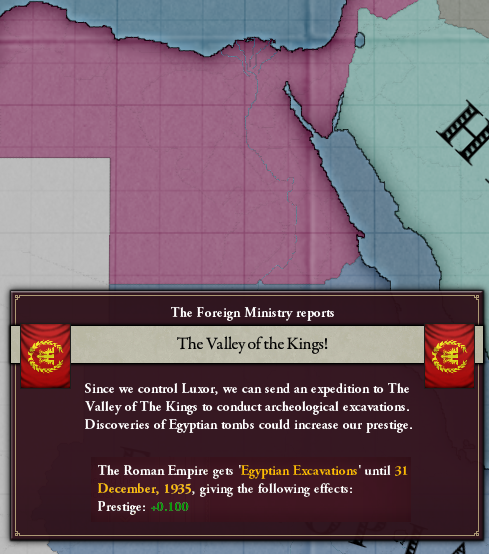 H
The Foreign Ministry reports
The Valley of the Kings!
Since we control Luxor, we can send an expedition to The
Valley of The Kings to conduct archeological excavations.
Discoveries of Egyptian tombs could increase our prestige.
The Roman Empire gets 'Egyptian Excavations' until 31
December, 1935, giving the following effects:
Prestige: +0.100